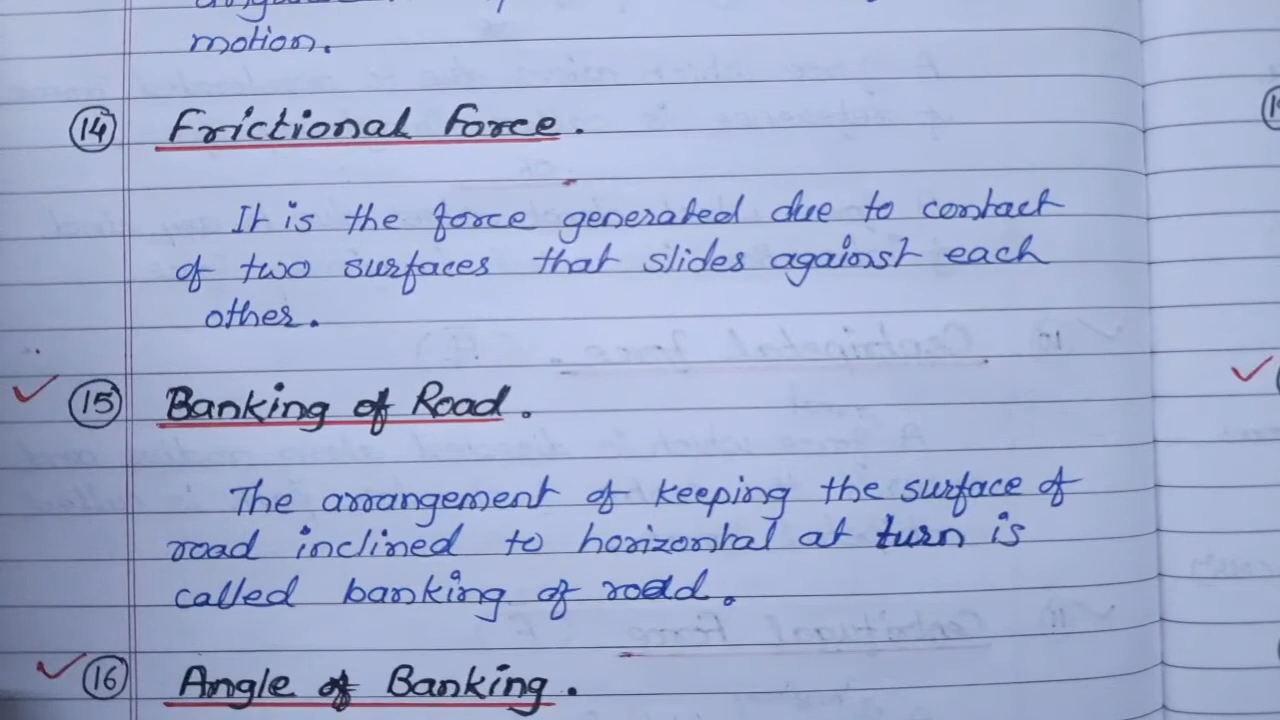 motion.
14 Frictional Force.
It is the force generated due to contact
of two surfaces that slides against each
other.
15 Banking of Road.
The arrangement of keeping the surface of
road inclined to horizontal at turn is
called banking of road.
16 Angle of Banking.